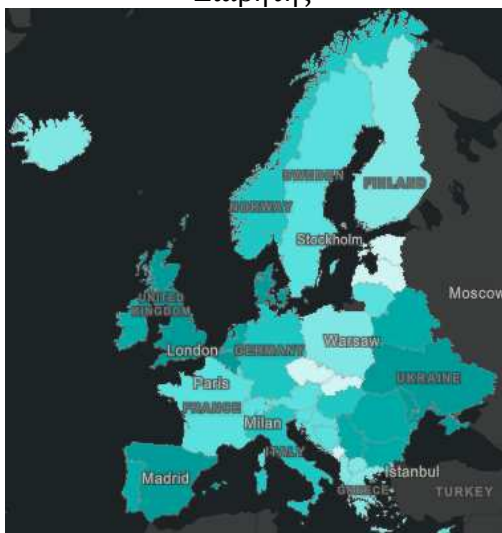 SWEDEN
FINLAND
NORWAY
Stockholm
Moscow
UNITED
KINGDOM
London
GERMANY
Warsaw
Paris
UKRAINE
FRANCE
Milan
ITALY
Madrid
Istanbul
GREECE
TURKEY